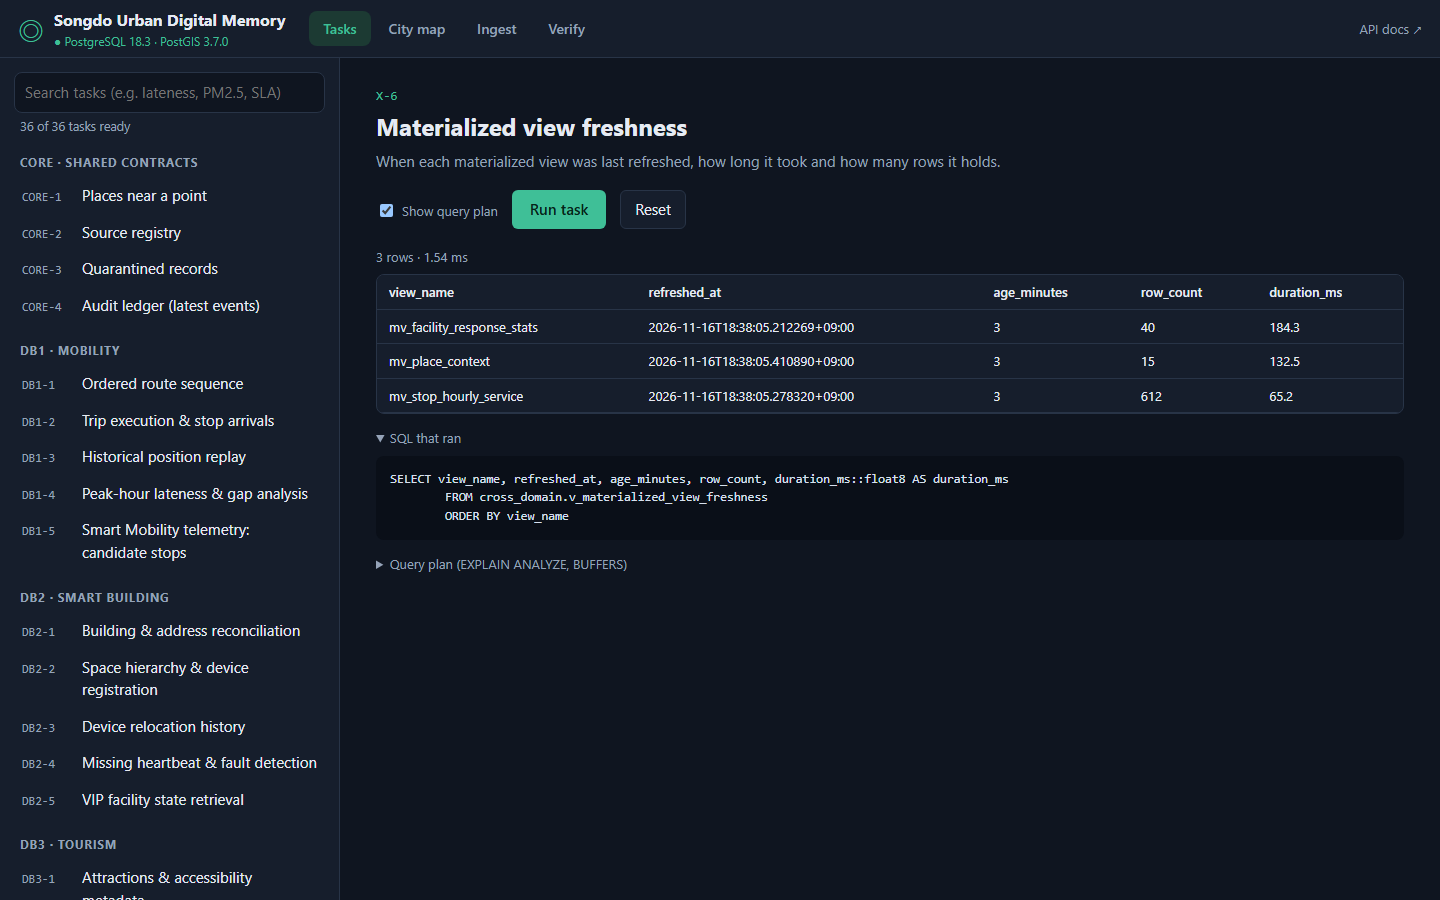 Songdo Urban Digital Memory
● PostgreSQL 18.3 · PostGIS 3.7.0
Tasks
City map
Ingest
Verify
API docs ↗
Search tasks (e.g. lateness, PM2.5, SLA)
36 of 36 tasks ready
CORE · SHARED CONTRACTS
CORE-1 Places near a point
CORE-2 Source registry
CORE-3 Quarantined records
CORE-4 Audit ledger (latest events)
DB1 · MOBILITY
DB1-1 Ordered route sequence
DB1-2 Trip execution & stop arrivals
DB1-3 Historical position replay
DB1-4 Peak-hour lateness & gap analysis
DB1-5 Smart Mobility telemetry:
candidate stops
DB2 · SMART BUILDING
DB2-1 Building & address reconciliation
DB2-2 Space hierarchy & device
registration
DB2-3 Device relocation history
DB2-4 Missing heartbeat & fault detection
DB2-5 VIP facility state retrieval
DB3 · TOURISM
DB3-1 Attractions & accessibility
X-6
Materialized view freshness
When each materialized view was last refreshed, how long it took and how many rows it holds.
Show query plan
Run task
Reset
3 rows · 1.54 ms
view_name refreshed_at age_minutes row_count duration_ms
mv_facility_response_stats 2026-11-16T18:38:05.212269+09:00 3 40 184.3
mv_place_context 2026-11-16T18:38:05.410890+09:00 3 15 132.5
mv_stop_hourly_service 2026-11-16T18:38:05.278320+09:00 3 612 65.2
▼ SQL that ran
SELECT view_name, refreshed_at, age_minutes, row_count, duration_ms::float8 AS duration_ms
FROM cross_domain.v_materialized_view_freshness
ORDER BY view_name
▶ Query plan (EXPLAIN ANALYZE, BUFFERS)